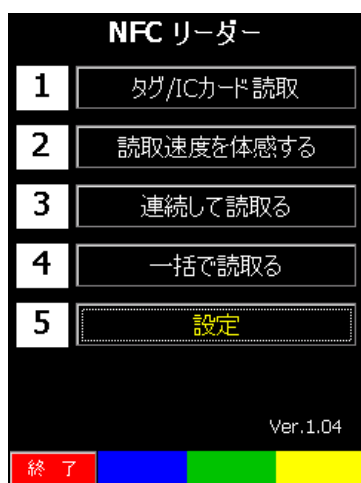 NFC リーダー
1 タグ/ICカード読取
2 読取速度を体感する
3 連続して読取る
4 一括で読取る
5 設定
Ver.1.04
終 了